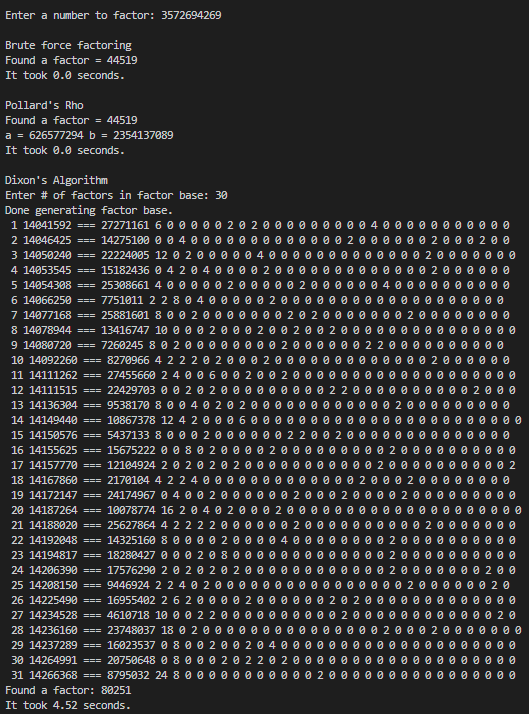 Enter a number to factor: 3572694269
Brute force factoring
Found a factor = 44519
It took 0.0 seconds.
Pollard's Rho
Found a factor = 44519
a = 626577294 b = 2354137089
It took 0.0 seconds.
Dixon's Algorithm
Enter # of factors in factor base: 30
Done generating factor base.
1 14041592 === 27271161 6 0 0 0 0 0 2 0 2 0 0 0 0 0 0 0 0 0 4 0 0 0 0 0 0 0 0 0 0 0
2 14046425 === 14275100 0 0 4 0 0 0 0 0 0 0 0 0 0 0 0 0 2 0 0 0 0 0 0 2 0 0 0 2 0 0
3 14050240 === 22224005 12 0 2 0 0 0 0 0 4 0 0 0 0 0 0 0 0 0 0 0 0 0 2 0 0 0 0 0 0 0
4 14053545 === 15182436 0 4 2 0 4 0 0 0 0 2 0 0 0 0 0 0 0 0 0 0 0 0 0 2 0 0 0 0 0 0
5 14054308 === 25308661 4 0 0 0 0 0 2 0 0 0 0 0 2 0 0 0 0 0 0 4 0 0 0 0 0 0 0 0 0 0
6 14066250 === 7751011 2 2 8 0 4 0 0 0 0 0 2 0 0 0 0 0 0 0 0 0 0 0 0 0 0 0 0 0 0 0
7 14077168 === 25881601 8 0 0 2 0 0 0 0 0 0 0 2 0 2 0 0 0 0 0 0 2 0 0 0 0 0 0 0 0 0
8 14078944 === 13416747 10 0 0 0 2 0 0 0 2 0 0 2 0 0 2 0 0 0 0 0 0 2 0 0 0 0 0 0 0 0
9 14080720 === 7260245 8 0 2 0 0 0 0 0 0 2 0 0 0 0 0 0 0 0 2 2 0 0 0 0 0 0 0 0 0 0
10 14092260 === 8270966 4 2 2 2 0 2 0 0 0 2 0 0 0 0 0 0 0 0 0 0 0 0 0 2 0 0 0 0 0 0
11 14111262 === 27455660 2 4 0 0 6 0 0 2 0 0 2 0 0 0 0 0 0 0 0 0 0 0 0 0 0 0 0 0 0 0
12 14111515 === 22429703 0 0 2 0 2 0 0 0 0 0 0 0 0 0 2 2 0 0 0 0 0 0 0 0 0 0 2 0 0 0
13 14136304 === 9538170 8 0 0 4 0 2 0 2 0 0 0 0 0 0 0 0 0 0 0 0 2 0 0 0 0 0 0 0 0 0
14 14149440 === 10867378 12 4 2 0 0 0 6 0 0 0 0 0 0 0 0 0 0 0 0 0 0 0 0 0 0 0 0 0 0 0
15 14150576 === 5437133 8 0 0 0 2 0 0 0 0 0 0 2 2 0 0 2 0 0 0 0 0 0 0 0 0 0 0 0 0 0
16 14155625 === 15675222 0 0 8 0 2 0 0 0 0 2 0 0 0 0 0 0 0 0 0 2 0 0 0 0 0 0 0 0 0 0
17 14157770 === 12104924 2 0 2 0 2 0 2 0 0 0 0 0 0 0 0 0 0 0 0 2 0 0 0 0 0 0 0 0 0 2
18 14167860 === 2170104 4 2 2 4 0 0 0 0 0 0 0 0 0 0 0 0 0 2 0 0 0 2 0 0 0 0 0 0 0 0
19 14172147 === 24174967 0 4 0 0 2 0 0 0 0 0 0 2 0 0 0 2 0 0 0 0 2 0 0 0 0 0 0 0 0 0
20 14187264 === 10078774 16 2 0 4 0 2 0 0 0 2 0 0 0 0 0 0 0 0 0 0 0 0 0 0 0 0 0 0 0 0
21 14188020 === 25627864 4 2 2 2 2 0 0 0 0 0 0 2 0 0 0 0 0 0 0 0 0 0 2 0 0 0 0 0 0 0
22 14192048 === 14325160 8 0 0 0 0 2 0 0 0 0 4 0 0 0 0 0 0 0 0 2 0 0 0 0 0 0 0 0 0 0
23 14194817 === 18280427 0 0 0 2 0 8 0 0 0 0 0 0 0 0 0 0 0 0 0 2 0 0 0 0 0 0 0 0 0 0
24 14206390 === 17576290 2 0 2 0 2 0 2 0 0 0 0 0 0 0 0 0 0 0 0 2 0 0 0 0 0 0 0 2 0 0
25 14208150 === 9446924 2 2 4 0 2 0 0 0 0 0 0 0 0 0 0 0 0 0 0 0 0 2 0 0 0 0 0 0 2 0
26 14225490 === 16955402 2 6 2 0 0 0 0 2 0 0 0 0 0 0 2 0 2 0 0 0 0 0 0 0 0 0 0 0 0 0
27 14234528 === 4610718 10 0 0 2 2 0 0 0 0 0 0 0 2 0 0 0 0 0 0 0 0 0 0 0 0 0 0 0 2 0
28 14236160 === 23748037 18 0 2 0 0 0 0 0 0 0 0 0 0 0 0 0 0 0 2 0 0 0 2 0 0 0 0 0 0 0
29 14237289 === 16023537 0 8 0 0 2 0 0 2 0 4 0 0 0 0 0 0 0 0 0 0 0 0 0 0 0 0 0 0 0 0
30 14264991 === 20750648 0 8 0 0 0 2 0 2 2 0 2 0 0 0 0 0 0 0 0 0 0 0 0 0 0 0 0 0 0 0
31 14266368 === 8795032 24 8 0 0 0 0 0 0 0 0 0 0 0 2 0 0 0 0 0 0 0 0 0 0 0 0 0 0 0 0
Found a factor: 80251
It took 4.52 seconds.